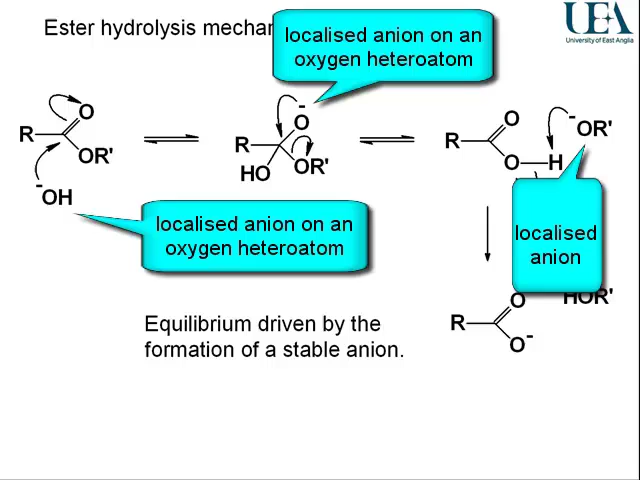 Ester hydrolysis
localised anion on an
oxygen heteroatom
UEA
University of East Anglia
O
R
OR'
-
OH
-
O
R
HO
OR'
O
R
O
H
-
OR'
localised anion on an
oxygen heteroatom
localised
anion
Equilibrium driven by the
formation of a stable anion.
O
R
O
-
HOR'